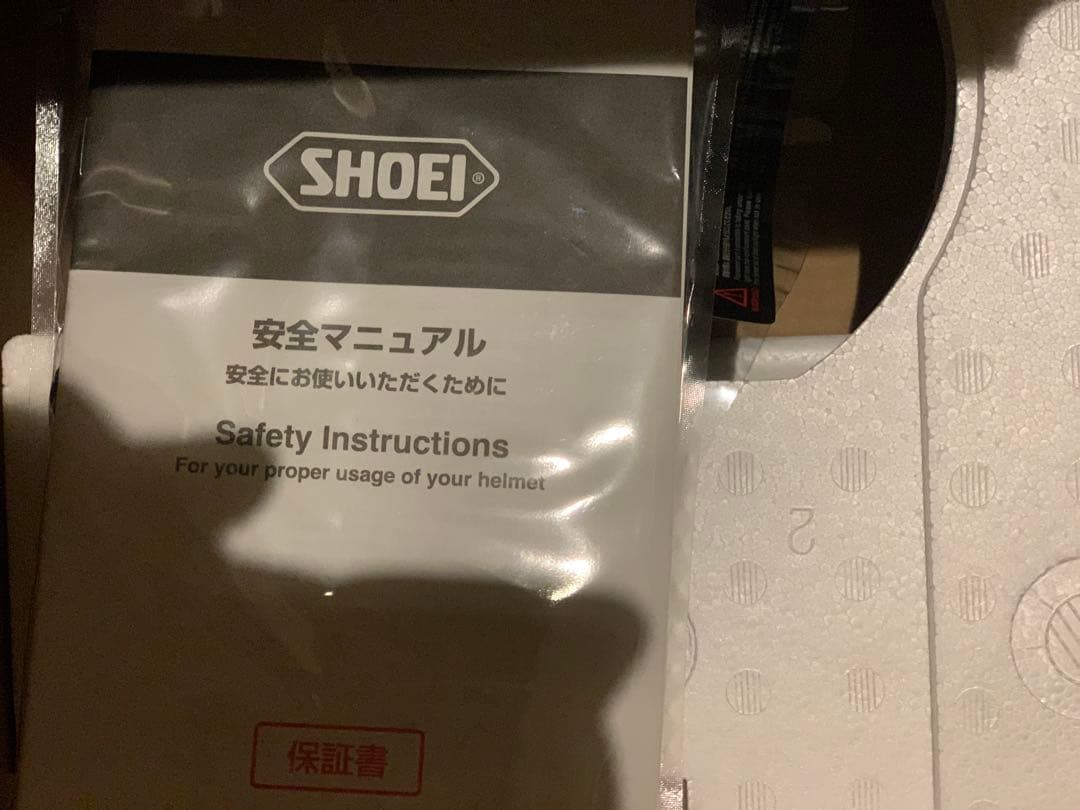 SHOEI®
安全マニュアル
安全にお使いいただくために
Safety Instructions
For your proper usage of your helmet
保証書
2